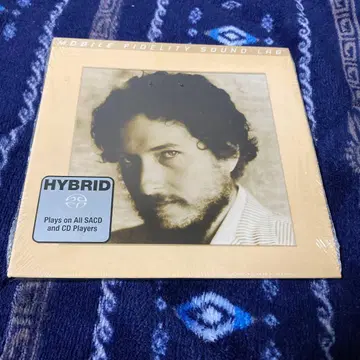 MOBILE FIDELITY SOUND LAB
HYBRID
Plays on All SACD
and CD Players